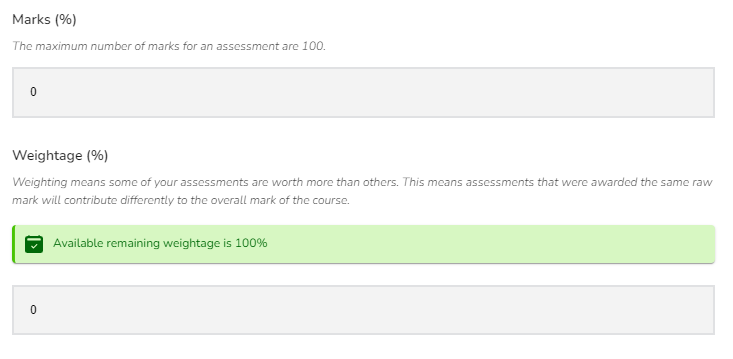 Marks (%)
The maximum number of marks for an assessment are 100.
0
Weightage (%)
Weighting means some of your assessments are worth more than others. This means assessments that were awarded the same raw
mark will contribute differently to the overall mark of the course.
Available remaining weightage is 100%
0